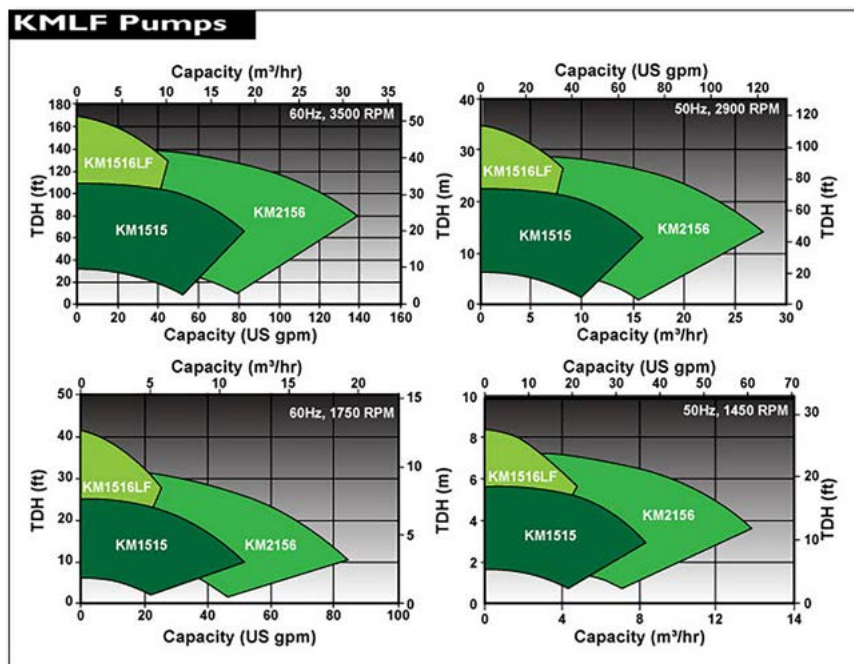 KMLF Pumps
Capacity (m³/hr)
0 5 10 15 20 25 30 35
60Hz, 3500 RPM
TDH (ft)
180
160
140
120
100
80
60
40
20
0
KM1516LF
KM1515
KM2156
50
40
30
20
10
0
0 20 40 60 80 100 120 140 160
Capacity (US gpm)
Capacity (US gpm)
0 20 40 60 80 100 120
50Hz, 2900 RPM
TDH (m)
40
30
20
10
0
KM1516LF
KM1515
KM2156
120
100
80
60
40
20
0
TDH (ft)
0 5 10 15 20 25 30
Capacity (m³/hr)
Capacity (m³/hr)
0 5 10 15 20
60Hz, 1750 RPM
TDH (ft)
50
40
30
20
10
0
KM1516LF
KM1515
KM2156
15
10
5
0
0 20 40 60 80 100
Capacity (US gpm)
Capacity (US gpm)
0 10 20 30 40 50 60 70
50Hz, 1450 RPM
TDH (m)
10
8
6
4
2
0
KM1516LF
KM1515
KM2156
30
20
10
0
TDH (ft)
0 4 8 12 14
Capacity (m³/hr)